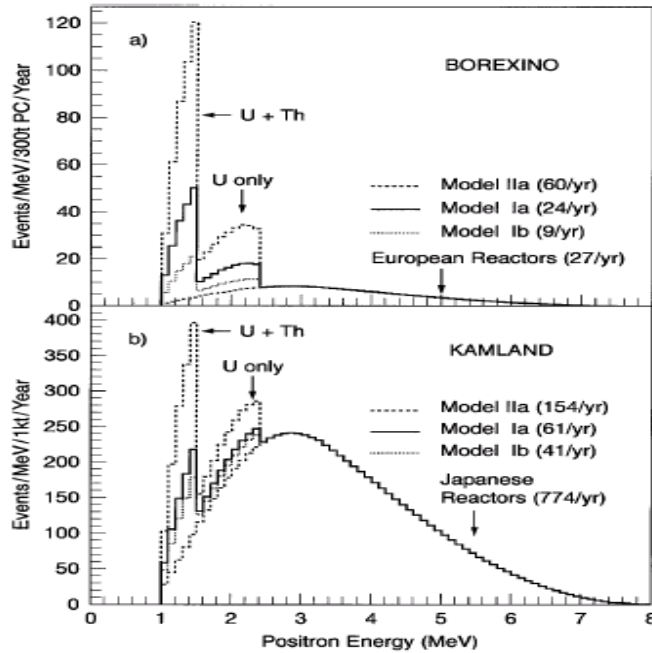 a)
BOREXINO
Events/MeV/300t PC/Year
120
100
80
60
40
20
0
U + Th
U only
Model IIa (60/yr)
Model Ia (24/yr)
Model Ib (9/yr)
European Reactors (27/yr)
b)
KAMLAND
Events/MeV/1kt/Year
400
350
300
250
200
150
100
50
0
U + Th
U only
Model IIa (154/yr)
Model Ia (61/yr)
Model Ib (41/yr)
Japanese
Reactors (774/yr)
0 1 2 3 4 5 6 7 8
Positron Energy (MeV)